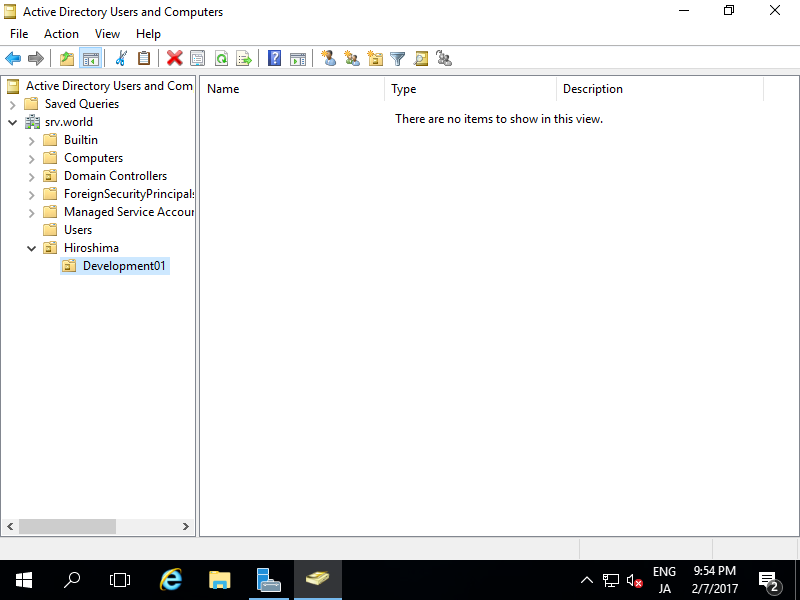 Active Directory Users and Computers
File Action View Help
Active Directory Users and Com
Name Type Description
Saved Queries
There are no items to show in this view.
srv.world
Builtin
Computers
Domain Controllers
ForeignSecurityPrincipals
Managed Service Accour
Users
Hiroshima
Development01
ENG 9:54 PM
JA 2/7/2017
2